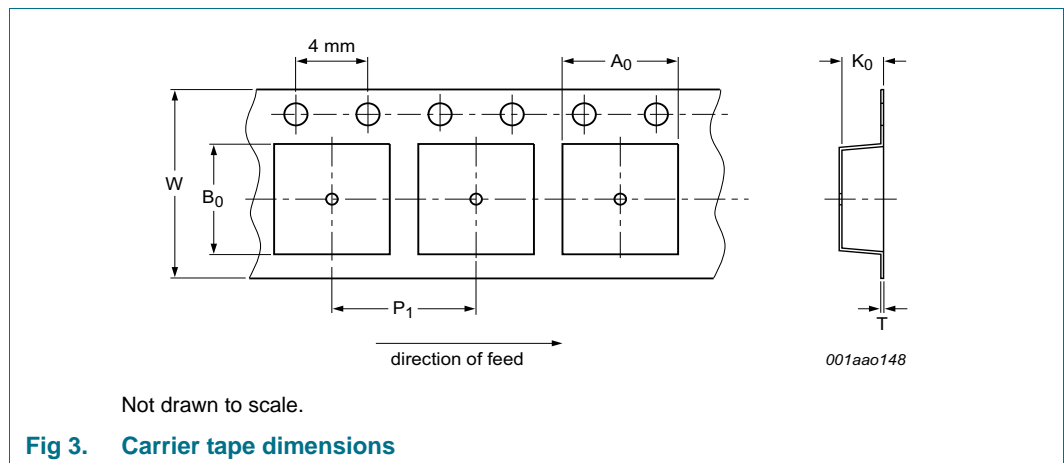 4 mm
A0
K0
W
B0
P1
T
direction of feed
001aao148
Not drawn to scale.
Fig 3. Carrier tape dimensions